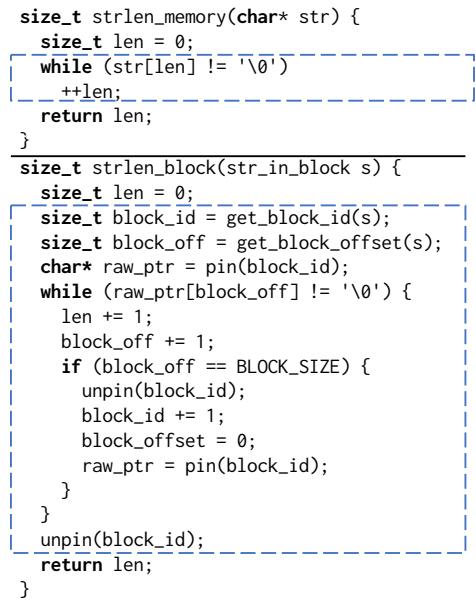 size_t strlen_memory(char* str) {
  size_t len = 0;
  while (str[len] != '\0')
    ++len;
  return len;
}
size_t strlen_block(str_in_block s) {
  size_t len = 0;
  size_t block_id = get_block_id(s);
  size_t block_off = get_block_offset(s);
  char* raw_ptr = pin(block_id);
  while (raw_ptr[block_off] != '\0') {
    len += 1;
    block_off += 1;
    if (block_off == BLOCK_SIZE) {
      unpin(block_id);
      block_id += 1;
      block_offset = 0;
      raw_ptr = pin(block_id);
    }
  }
  unpin(block_id);
  return len;
}